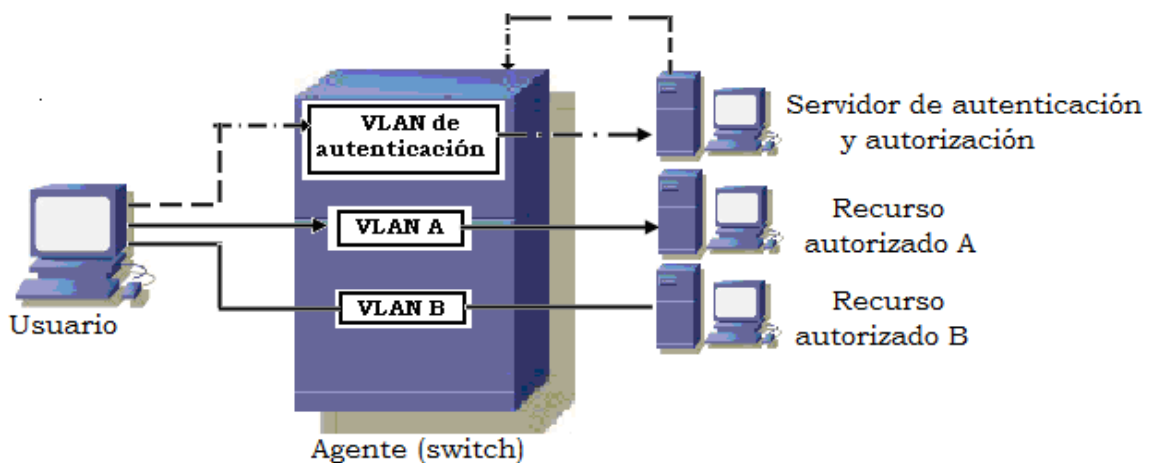 VLAN de
autenticación
Servidor de autenticación
y autorización
VLAN A
Recurso
autorizado A
Usuario
VLAN B
Recurso
autorizado B
Agente (switch)